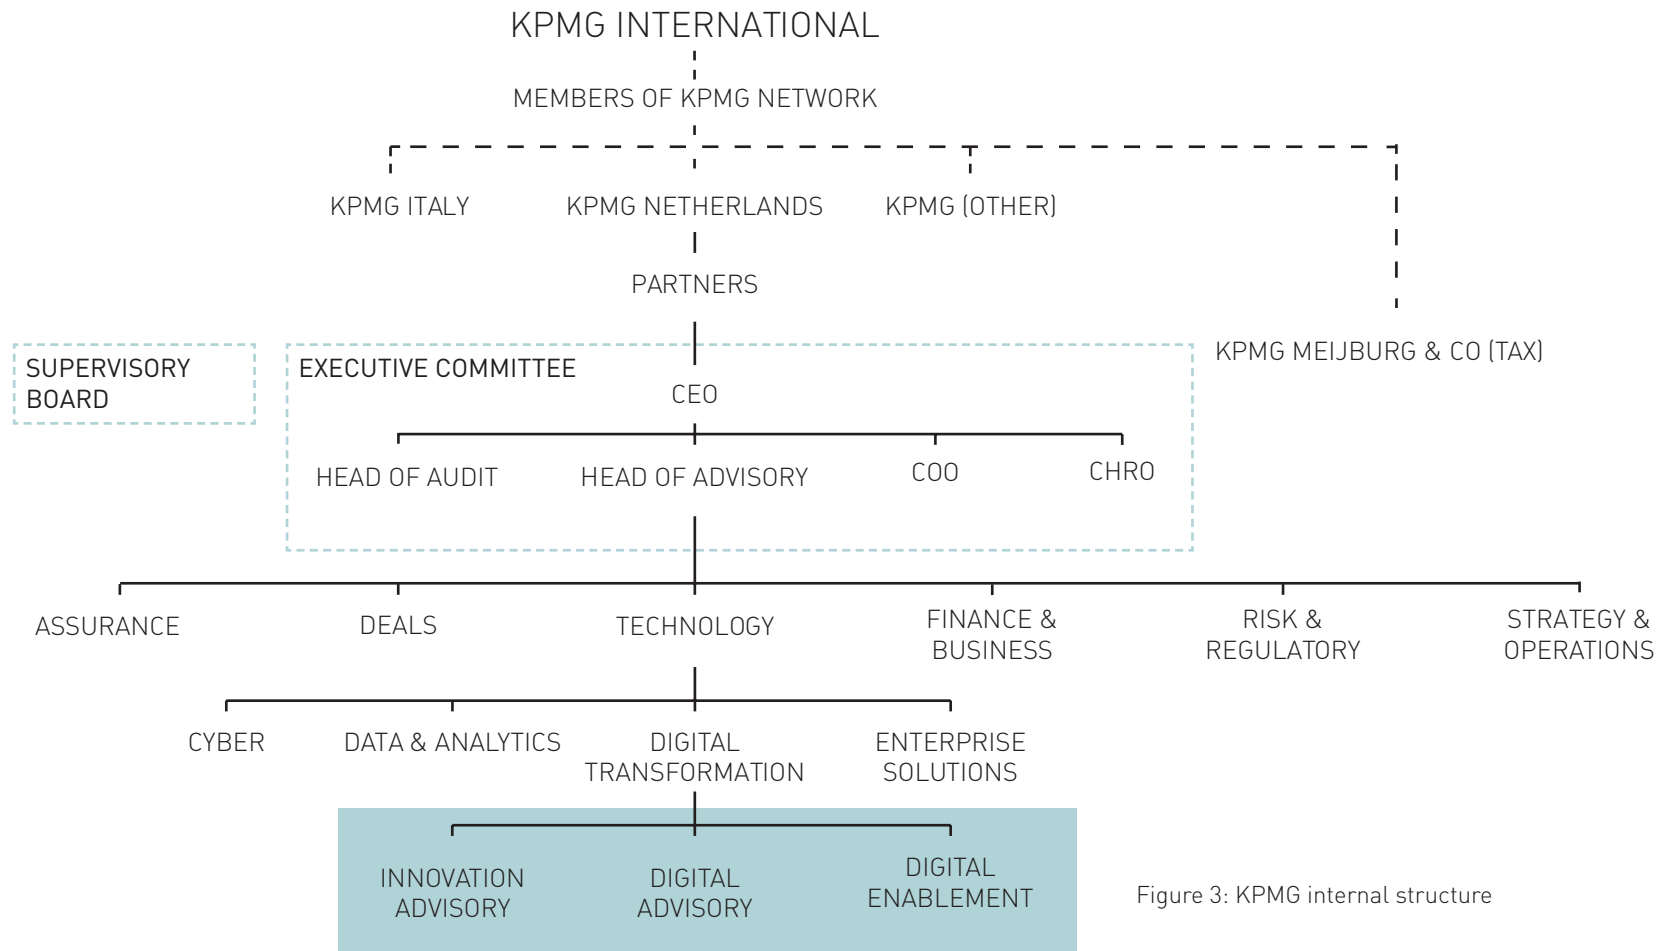 KPMG INTERNATIONAL
MEMBERS OF KPMG NETWORK
KPMG ITALY
KPMG NETHERLANDS
KPMG (OTHER)
PARTNERS
KPMG MEIJBURG & CO (TAX)
SUPERVISORY
BOARD
EXECUTIVE COMMITTEE
CEO
HEAD OF AUDIT
HEAD OF ADVISORY
COO
CHRO
ASSURANCE
DEALS
TECHNOLOGY
FINANCE &
BUSINESS
RISK &
REGULATORY
STRATEGY &
OPERATIONS
CYBER
DATA & ANALYTICS
DIGITAL
TRANSFORMATION
ENTERPRISE
SOLUTIONS
INNOVATION
ADVISORY
DIGITAL
ADVISORY
DIGITAL
ENABLEMENT
Figure 3: KPMG internal structure